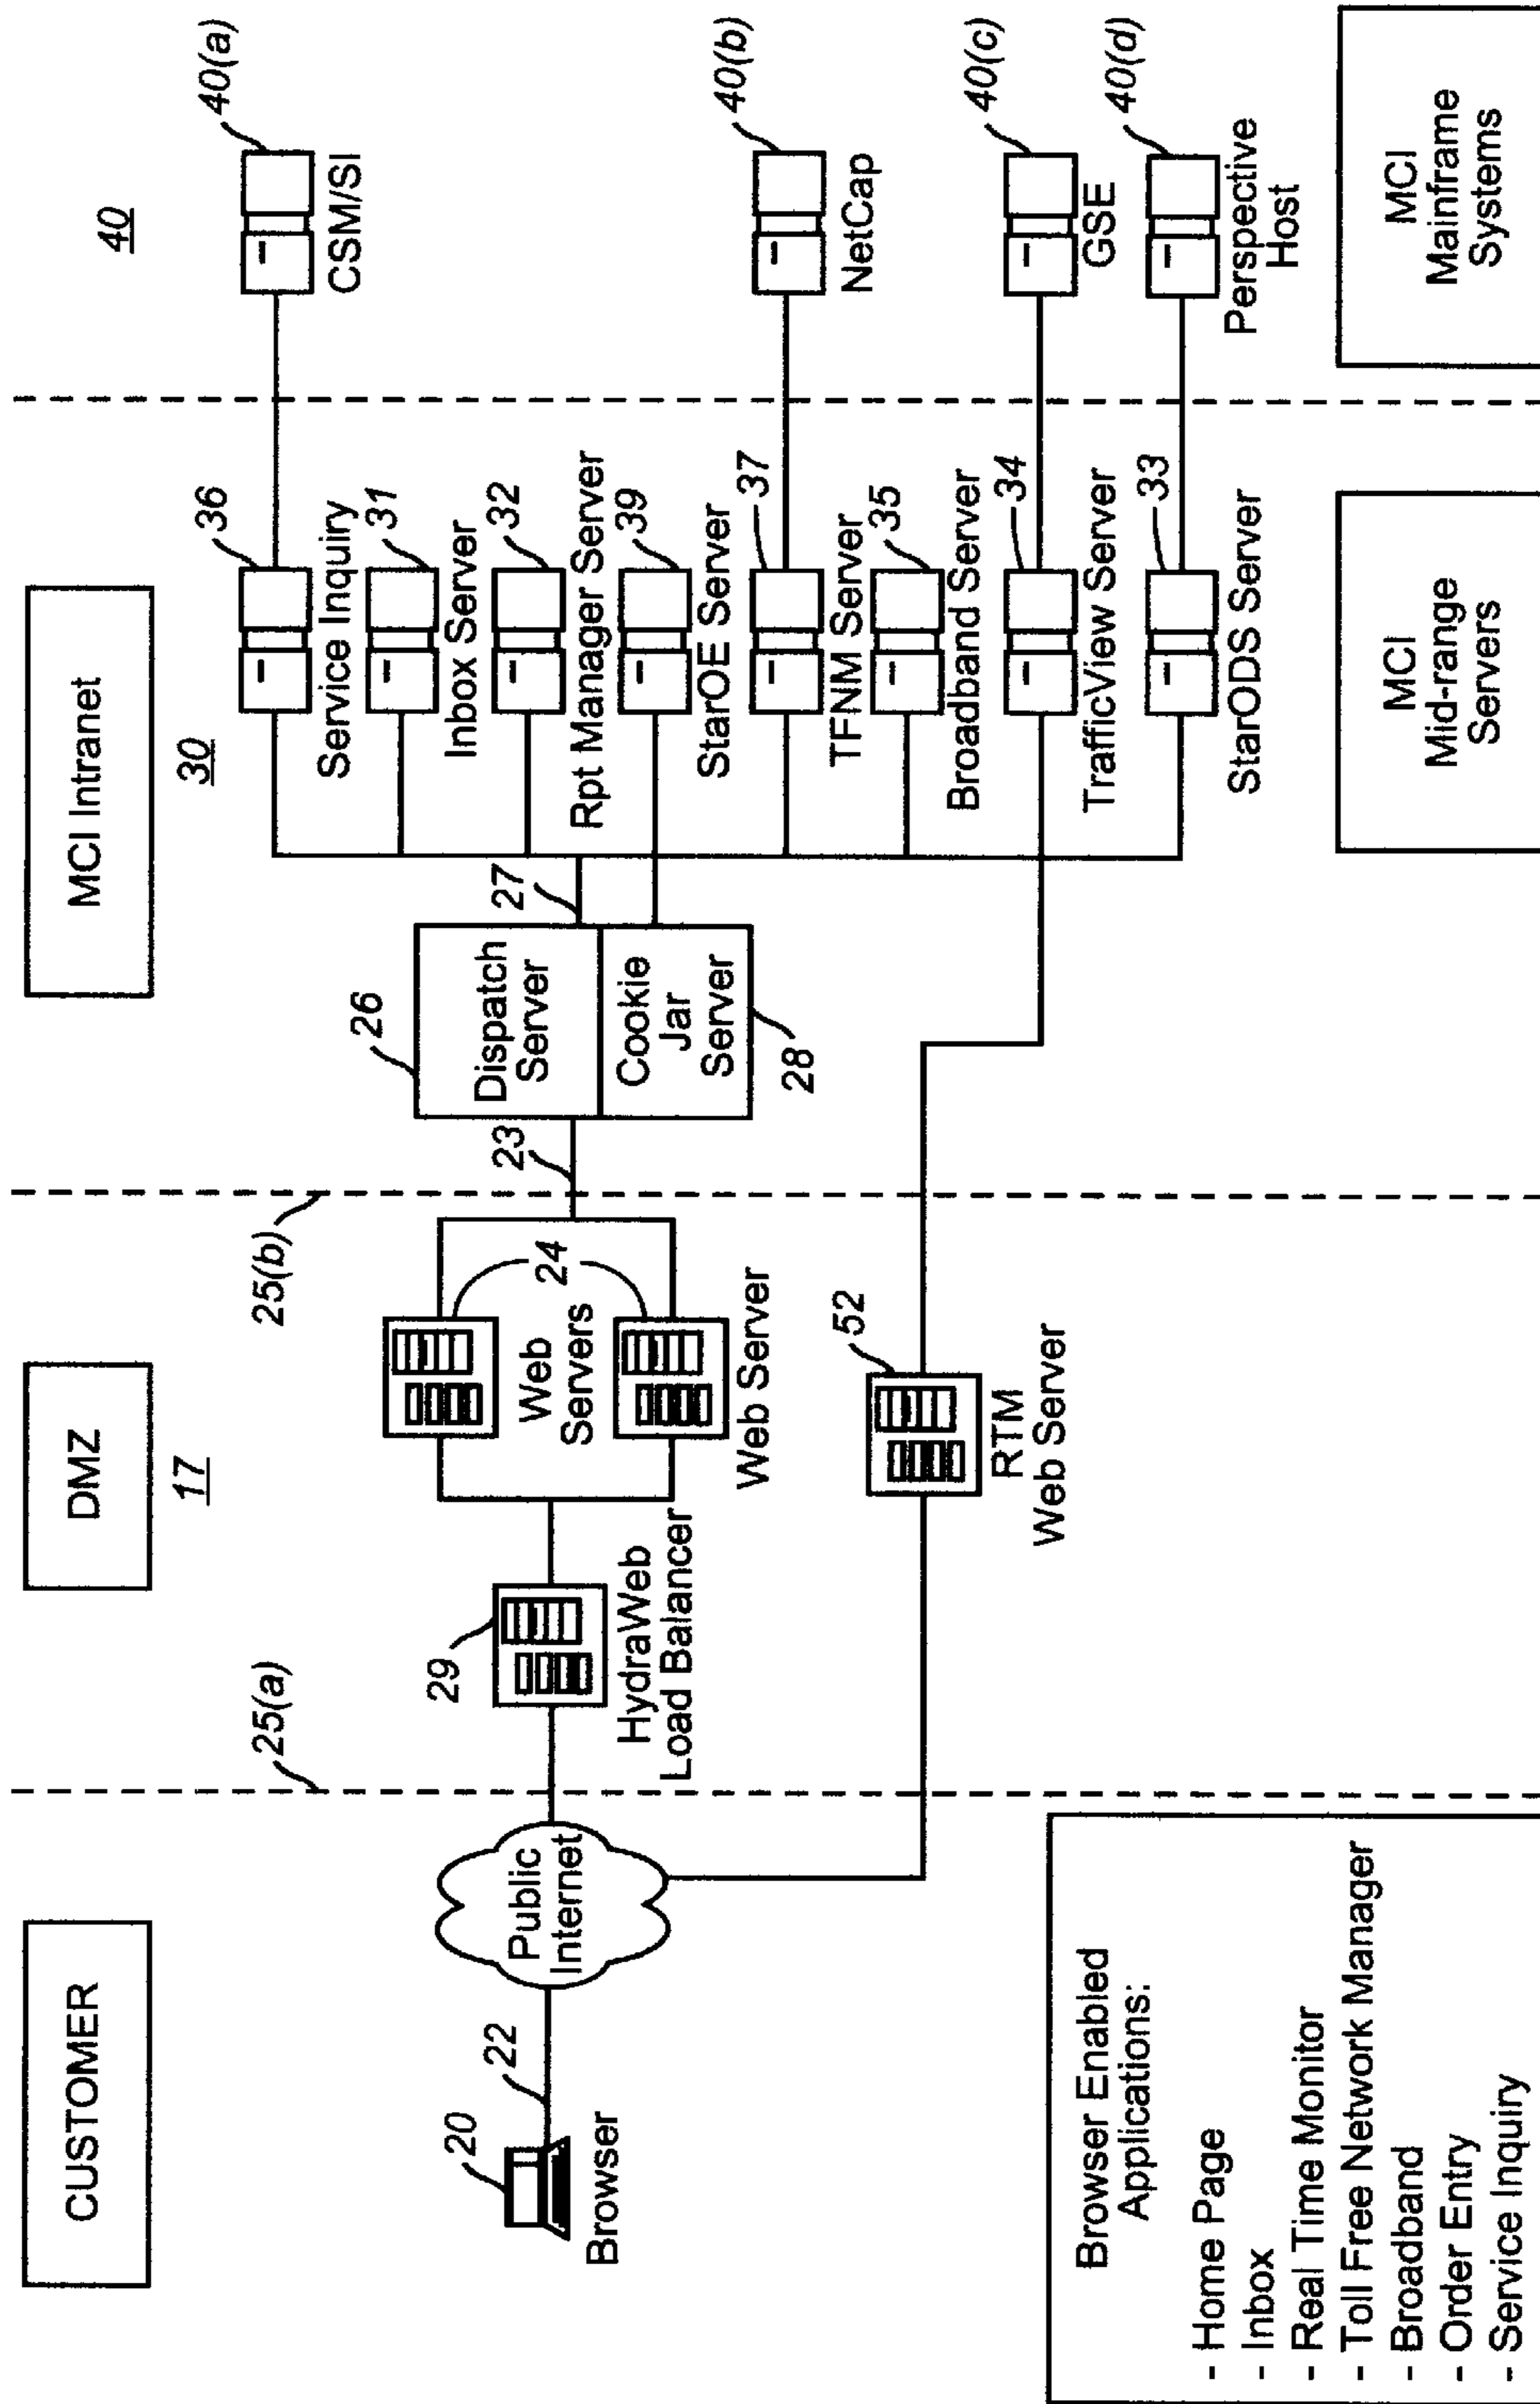 CUSTOMER
DMZ
MCI Intranet
17
30
40
25(a)
25(b)
20
22
Browser
Public
Internet
29
HydraWeb
Load Balancer
24
Web
Servers
Web Server
52
RTM
Web Server
23
26
Dispatch
Server
Cookie
Jar
Server
28
27
36
Service Inquiry
31
Inbox Server
32
Rpt Manager Server
39
StarOE Server
37
TFNM Server
35
Broadband Server
34
TrafficView Server
33
StarODS Server
40(a)
CSM/SI
40(b)
NetCap
40(c)
GSE
40(d)
Perspective
Host
Browser Enabled
Applications:
- Home Page
- Inbox
- Real Time Monitor
- Toll Free Network Manager
- Broadband
- Order Entry
- Service Inquiry
MCI
Mid-range
Servers
MCI
Mainframe
Systems